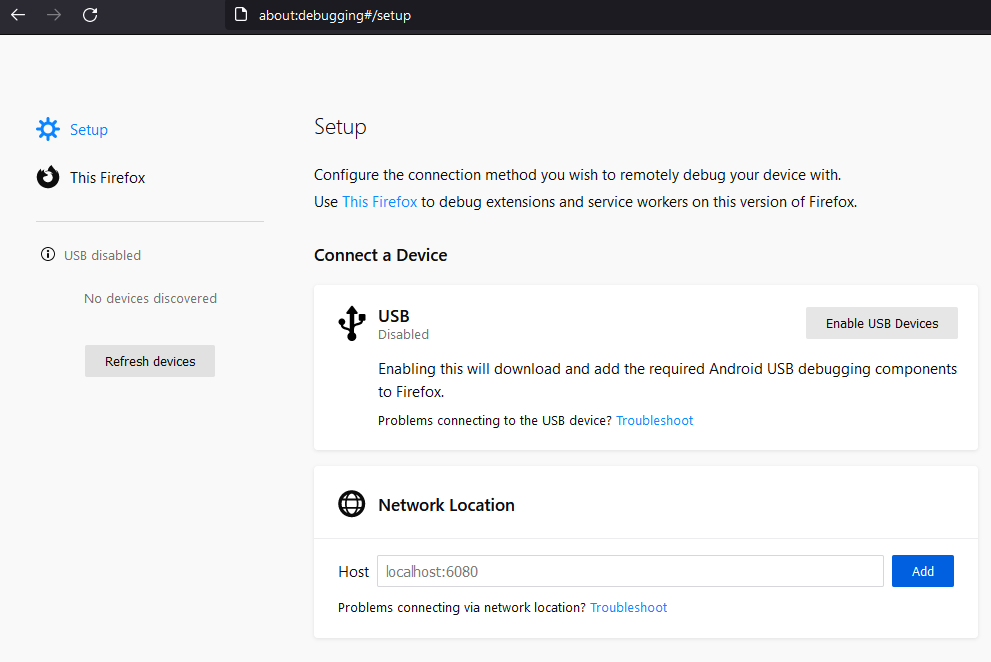 about:debugging#/setup
Setup
This Firefox
USB disabled
No devices discovered
Refresh devices
Setup
Configure the connection method you wish to remotely debug your device with.
Use This Firefox to debug extensions and service workers on this version of Firefox.
Connect a Device
USB
Disabled
Enable USB Devices
Enabling this will download and add the required Android USB debugging components
to Firefox.
Problems connecting to the USB device? Troubleshoot
Network Location
Host localhost:6080 Add
Problems connecting via network location? Troubleshoot